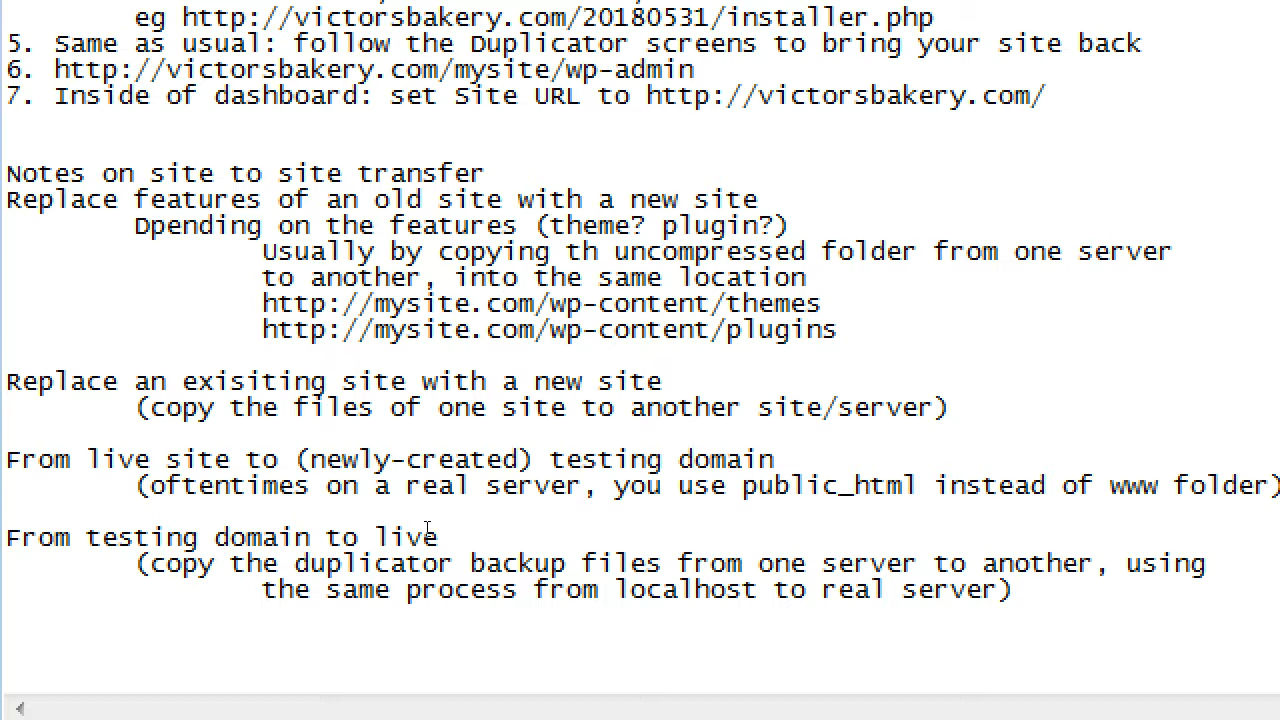 eg http://victorsbakery.com/20180531/installer.php
5. Same as usual: follow the Duplicator screens to bring your site back
6. http://victorsbakery.com/mysite/wp-admin
7. Inside of dashboard: set Site URL to http://victorsbakery.com/
Notes on site to site transfer
Replace features of an old site with a new site
Dpending on the features (theme? plugin?)
Usually by copying th uncompressed folder from one server
to another, into the same location
http://mysite.com/wp-content/themes
http://mysite.com/wp-content/plugins
Replace an exisiting site with a new site
(copy the files of one site to another site/server)
From live site to (newly-created) testing domain
(oftentimes on a real server, you use public_html instead of www folder)
From testing domain to live
(copy the duplicator backup files from one server to another, using
the same process from localhost to real server)